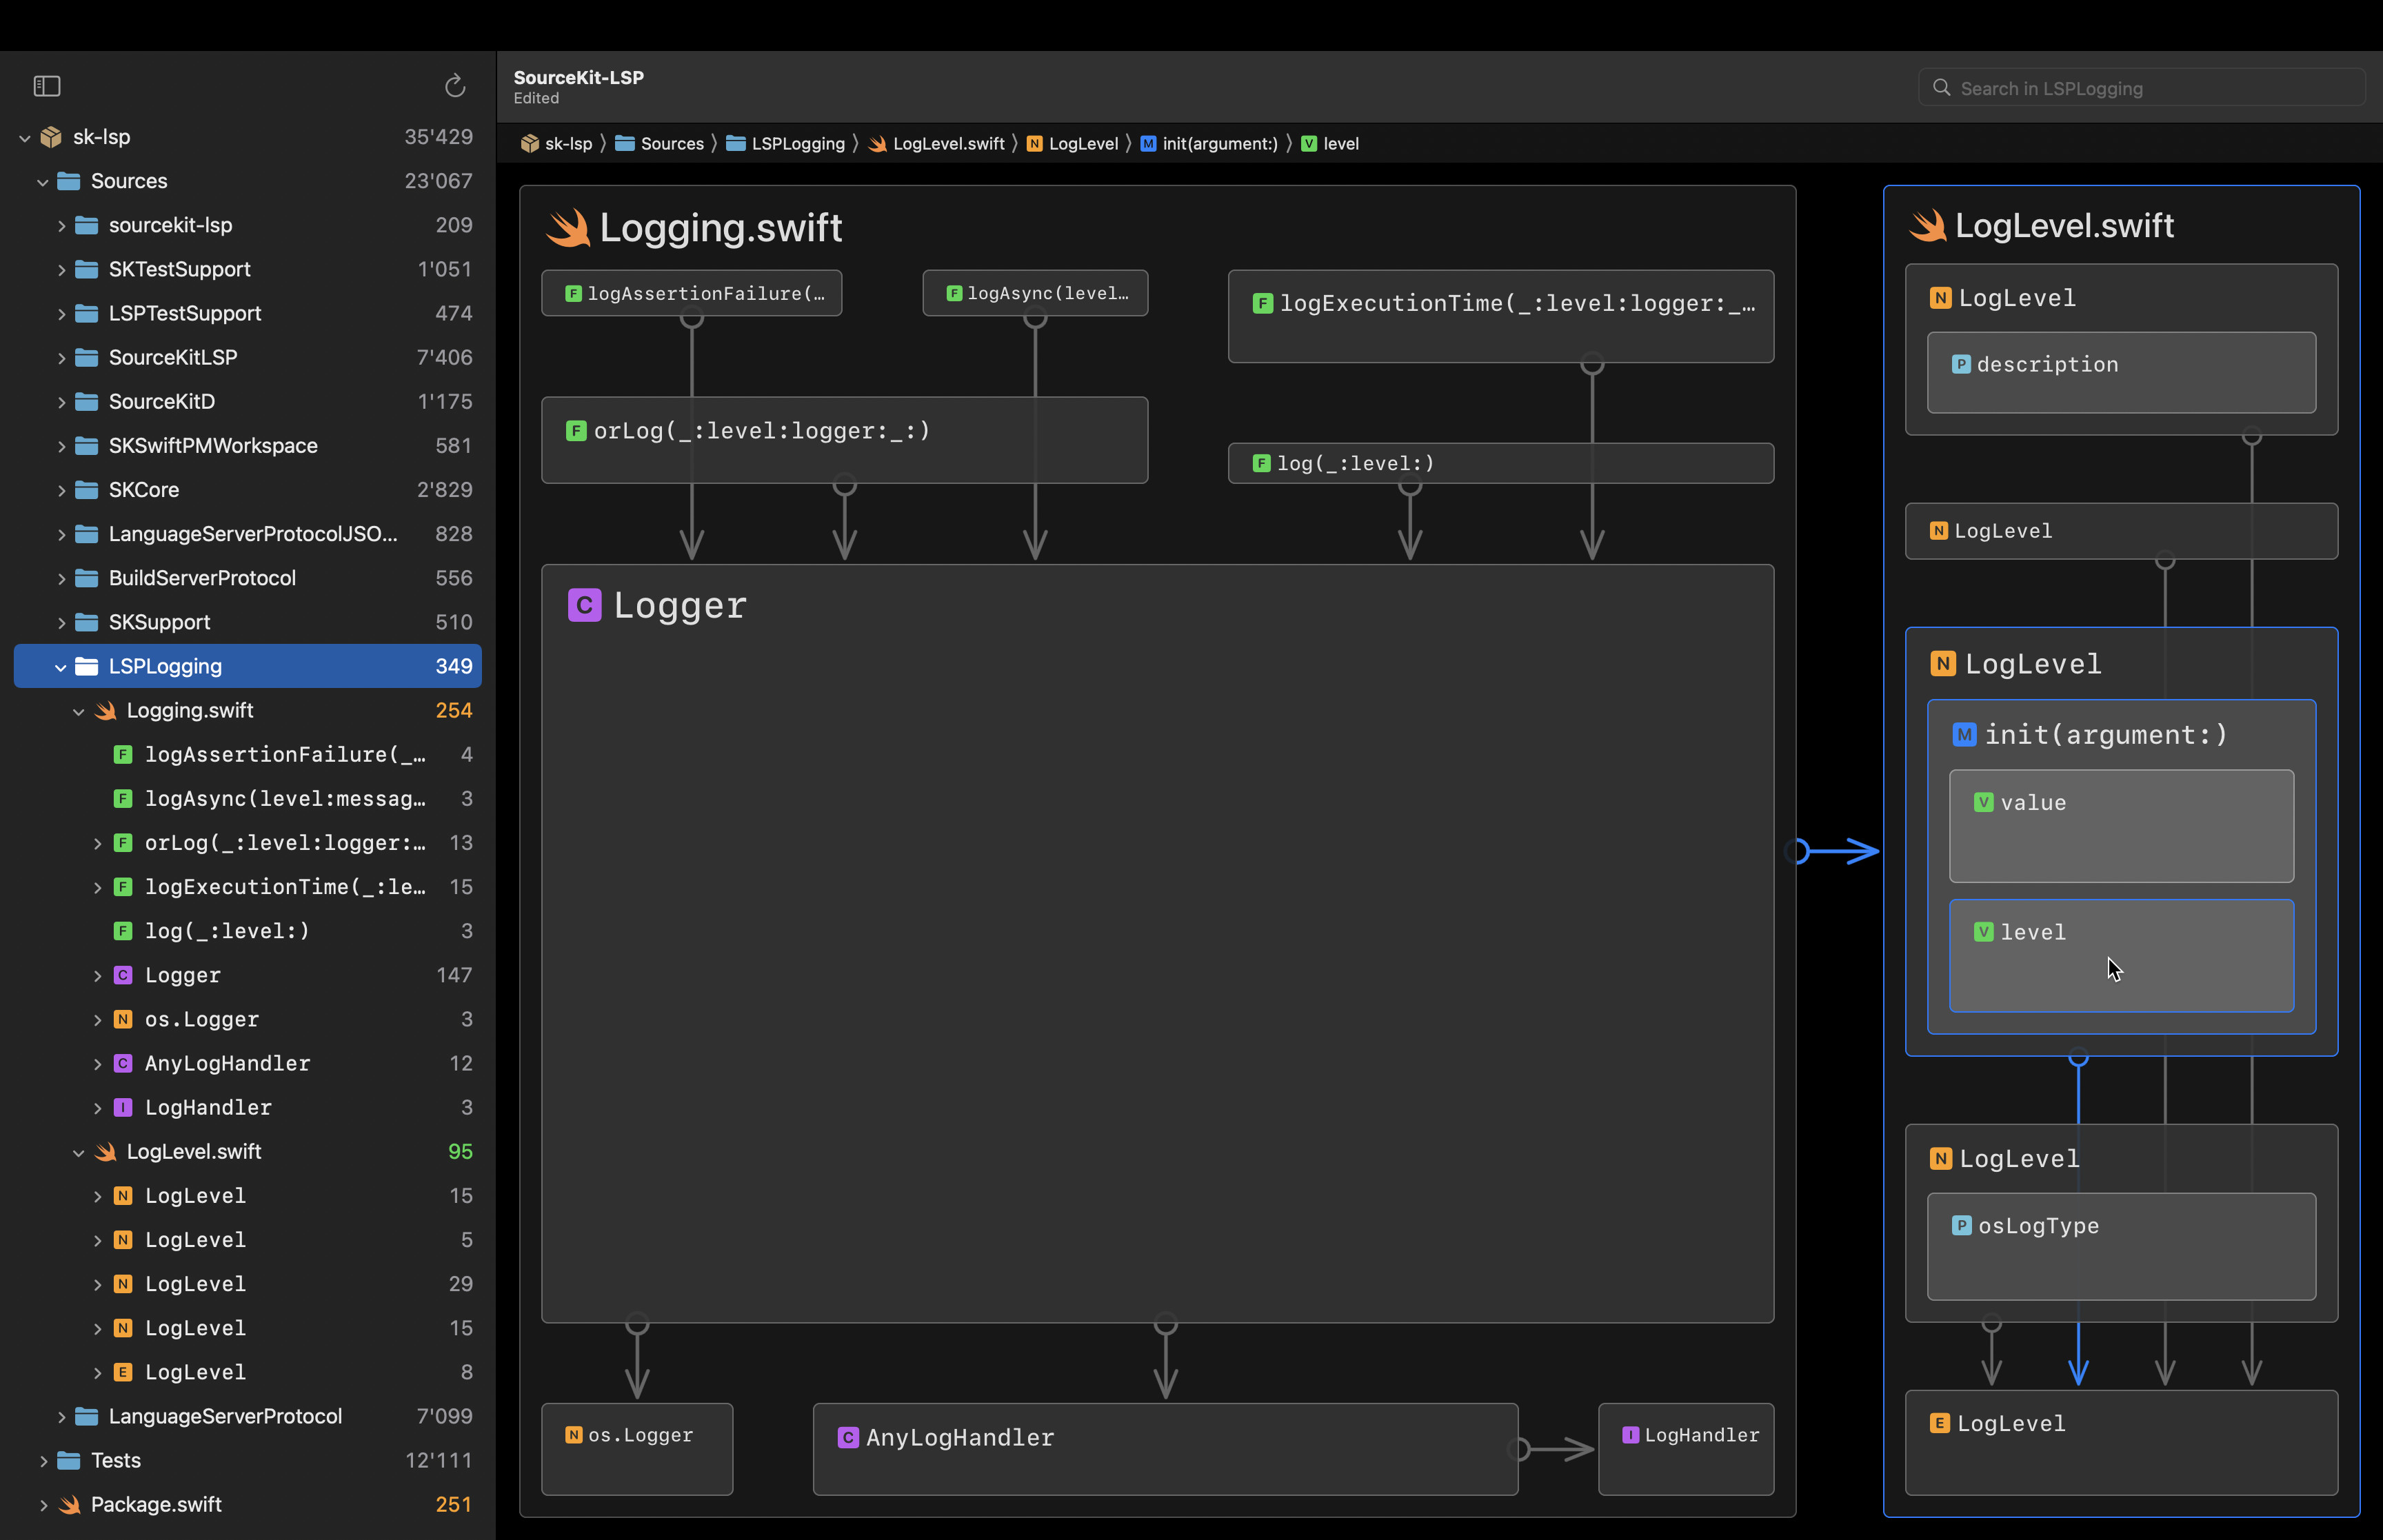 SourceKit-LSP
Edited
Search in LSPLogging
sk-lsp 35'429
Sources 23'067
sourcekit-lsp 209
SKTestSupport 1'051
LSPTestSupport 474
SourceKitLSP 7'406
SourceKitD 1'175
SKSwiftPMWorkspace 581
SKCore 2'829
LanguageServerProtocolJSO... 828
BuildServerProtocol 556
SKSupport 510
LSPLogging 349
Logging.swift 254
F logAssertionFailure(_… 4
F logAsync(level:messag… 3
F orLog(_:level:logger:… 13
F logExecutionTime(_:le… 15
F log(_:level:) 3
C Logger 147
N os.Logger 3
C AnyLogHandler 12
I LogHandler 3
LogLevel.swift 95
N LogLevel 15
N LogLevel 5
N LogLevel 29
N LogLevel 15
E LogLevel 8
LanguageServerProtocol 7'099
Tests 12'111
Package.swift 251
sk-lsp 〉 Sources 〉 LSPLogging 〉 LogLevel.swift 〉 N LogLevel 〉 M init(argument:) 〉 V level
Logging.swift
F logAssertionFailure(…
F logAsync(level…
F logExecutionTime(_:level:logger:_…
F orLog(_:level:logger:_:)
F log(_:level:)
C Logger
N os.Logger
C AnyLogHandler
I LogHandler
LogLevel.swift
N LogLevel
P description
N LogLevel
N LogLevel
M init(argument:)
V value
V level
N LogLevel
P osLogType
E LogLevel